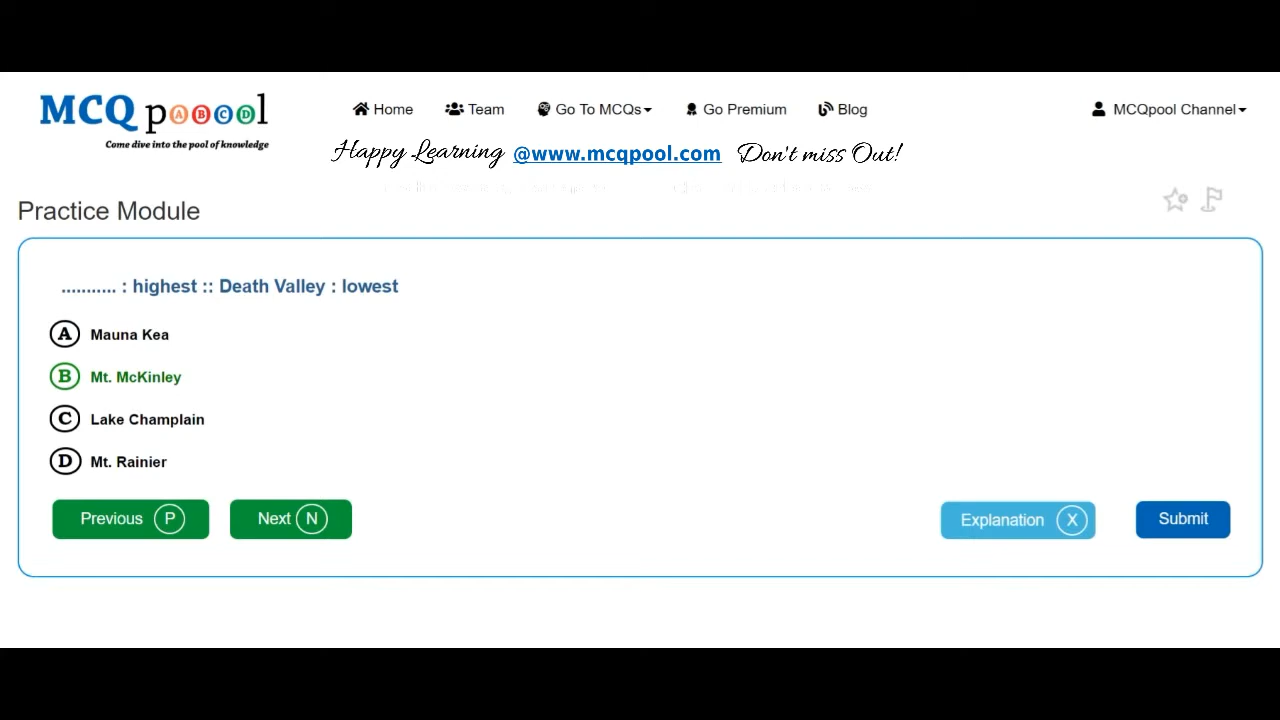 MCQ poool
Come dive into the pool of knowledge
Home Team Go To MCQs Go Premium Blog MCQpool Channel
Happy Learning @www.mcqpool.com Don't miss Out!
Practice Module
........... : highest :: Death Valley : lowest
A Mauna Kea
B Mt. McKinley
C Lake Champlain
D Mt. Rainier
Previous P Next N Explanation X Submit